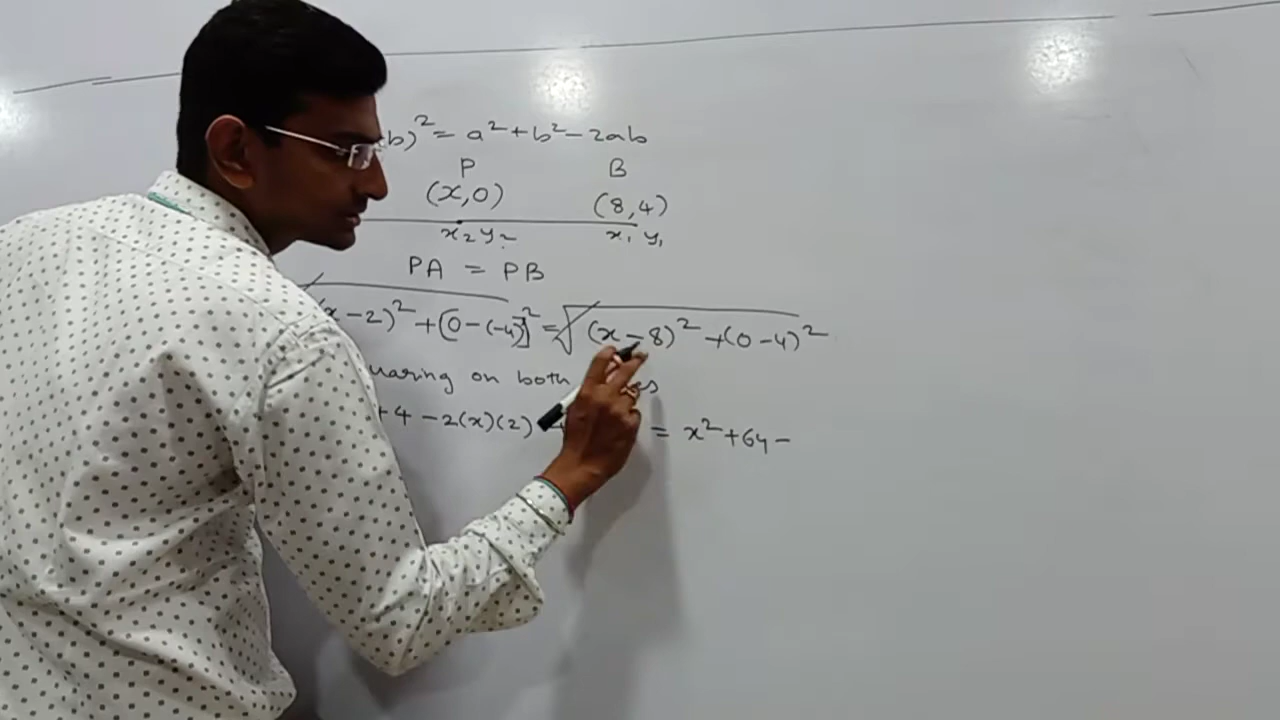 b)² = a² + b² - 2ab
P B
(x,0) (8,4)
x₂ y₂ x₁ y₁
PA = PB
x-2)² + [0-(-4)]² = √(x-8)² + (0-4)²
uaring on both es
+4 - 2(x)(2) = x² + 64 -